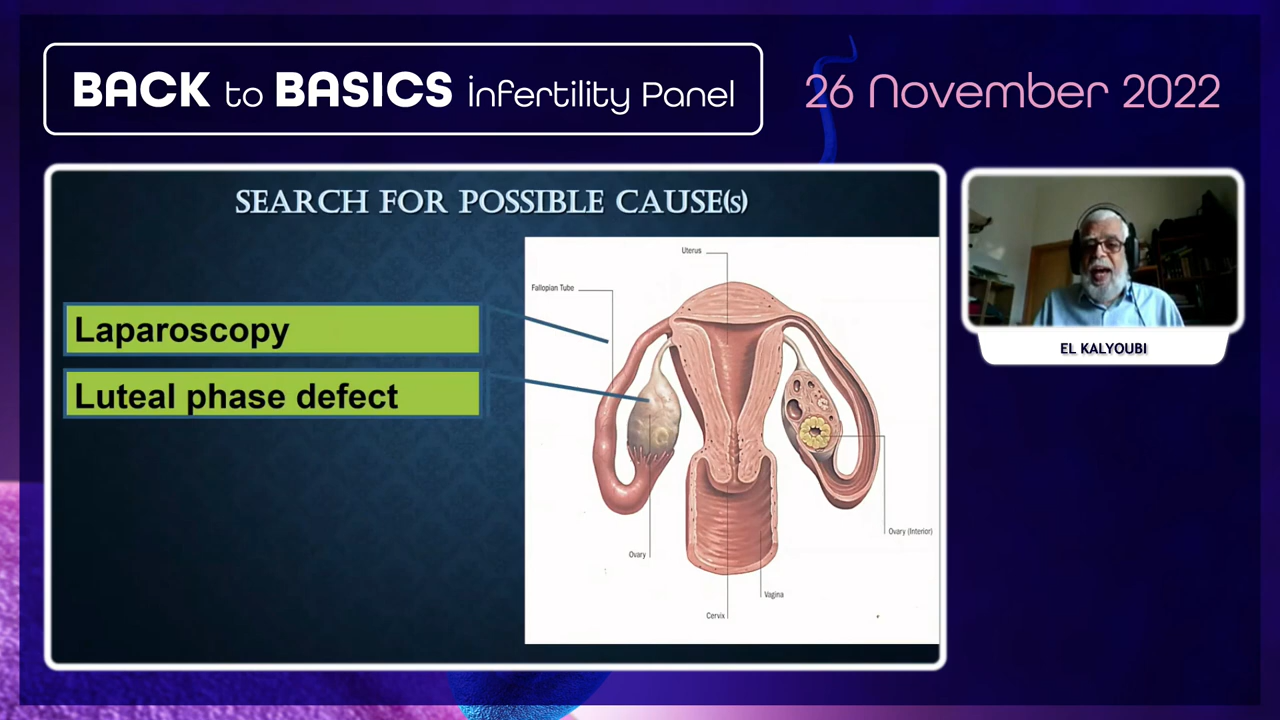 BACK to BASICS infertility Panel
26 November 2022
SEARCH FOR POSSIBLE CAUSE(S)
Laparoscopy
Luteal phase defect
Uterus
Fallopian Tube
Ovary (Interior)
Ovary
Vagina
Cervix
EL KALYOUBI